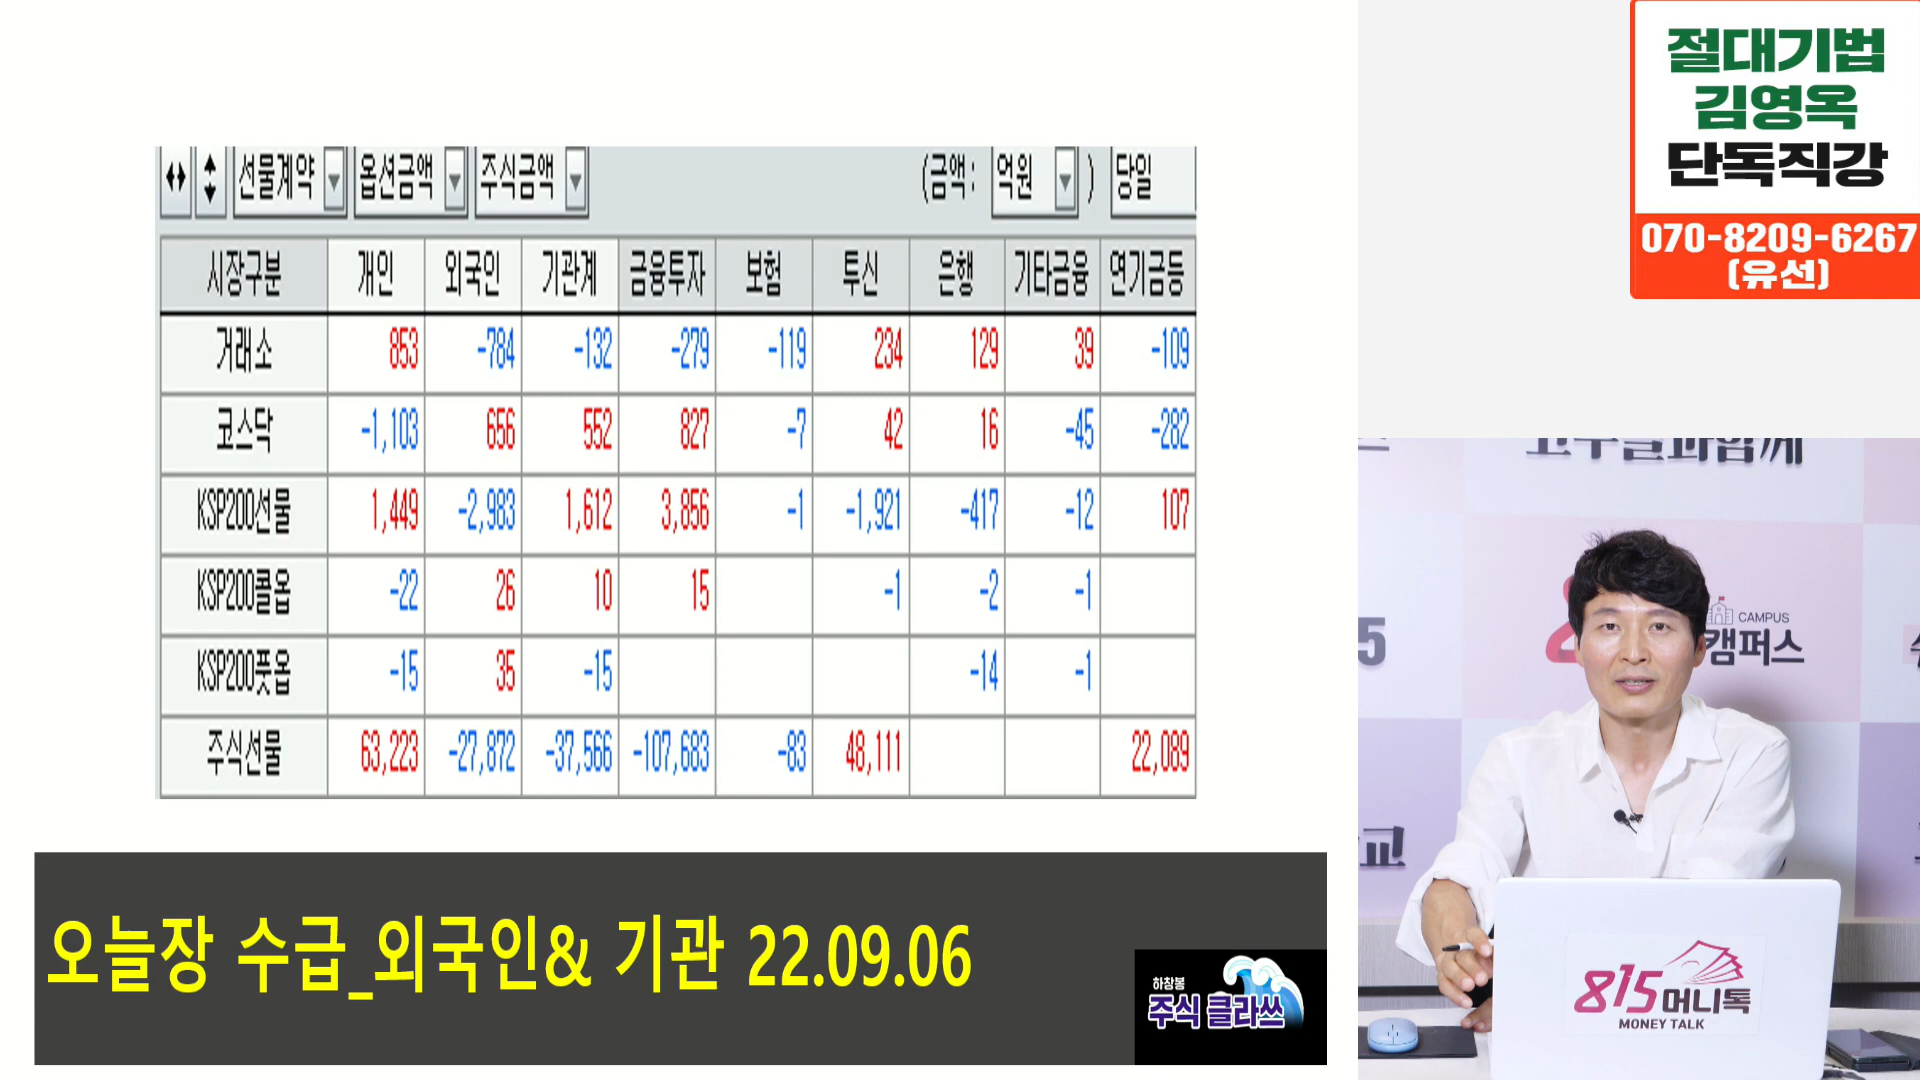 절대기법
김영옥
단독직강
070-8209-6267
(유선)
선물계약 옵션금액 주식금액 (금액: 억원 ) 당일
시장구분 개인 외국인 기관계 금융투자 보험 투신 은행 기타금융 연기금등
거래소 853 -784 -132 -279 -119 234 129 39 -109
코스닥 -1,103 656 552 827 -7 42 16 -45 -282
KSP200선물 1,449 -2,983 1,612 3,856 -1 -1,921 -417 -12 107
KSP200콜옵 -22 26 10 15 -1 -2 -1
KSP200풋옵 -15 35 -15 -14 -1
주식선물 63,223 -27,872 -37,566 -107,683 -83 48,111 22,089
오늘장 수급_외국인& 기관 22.09.06
하창봉
주식 클라쓰
고수들과함께
CAMPUS
캠퍼스
5
교
815머니톡
MONEY TALK